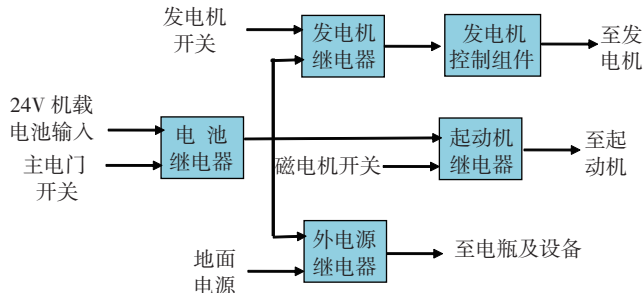 发电机
开关
发电机
继电器
发电机
控制组件
至发
电机
24V 机载
电池输入
主电门
开关
电 池
继电器
磁电机开关
起动机
继电器
至起
动机
地面
电源
外电源
继电器
至电瓶及设备